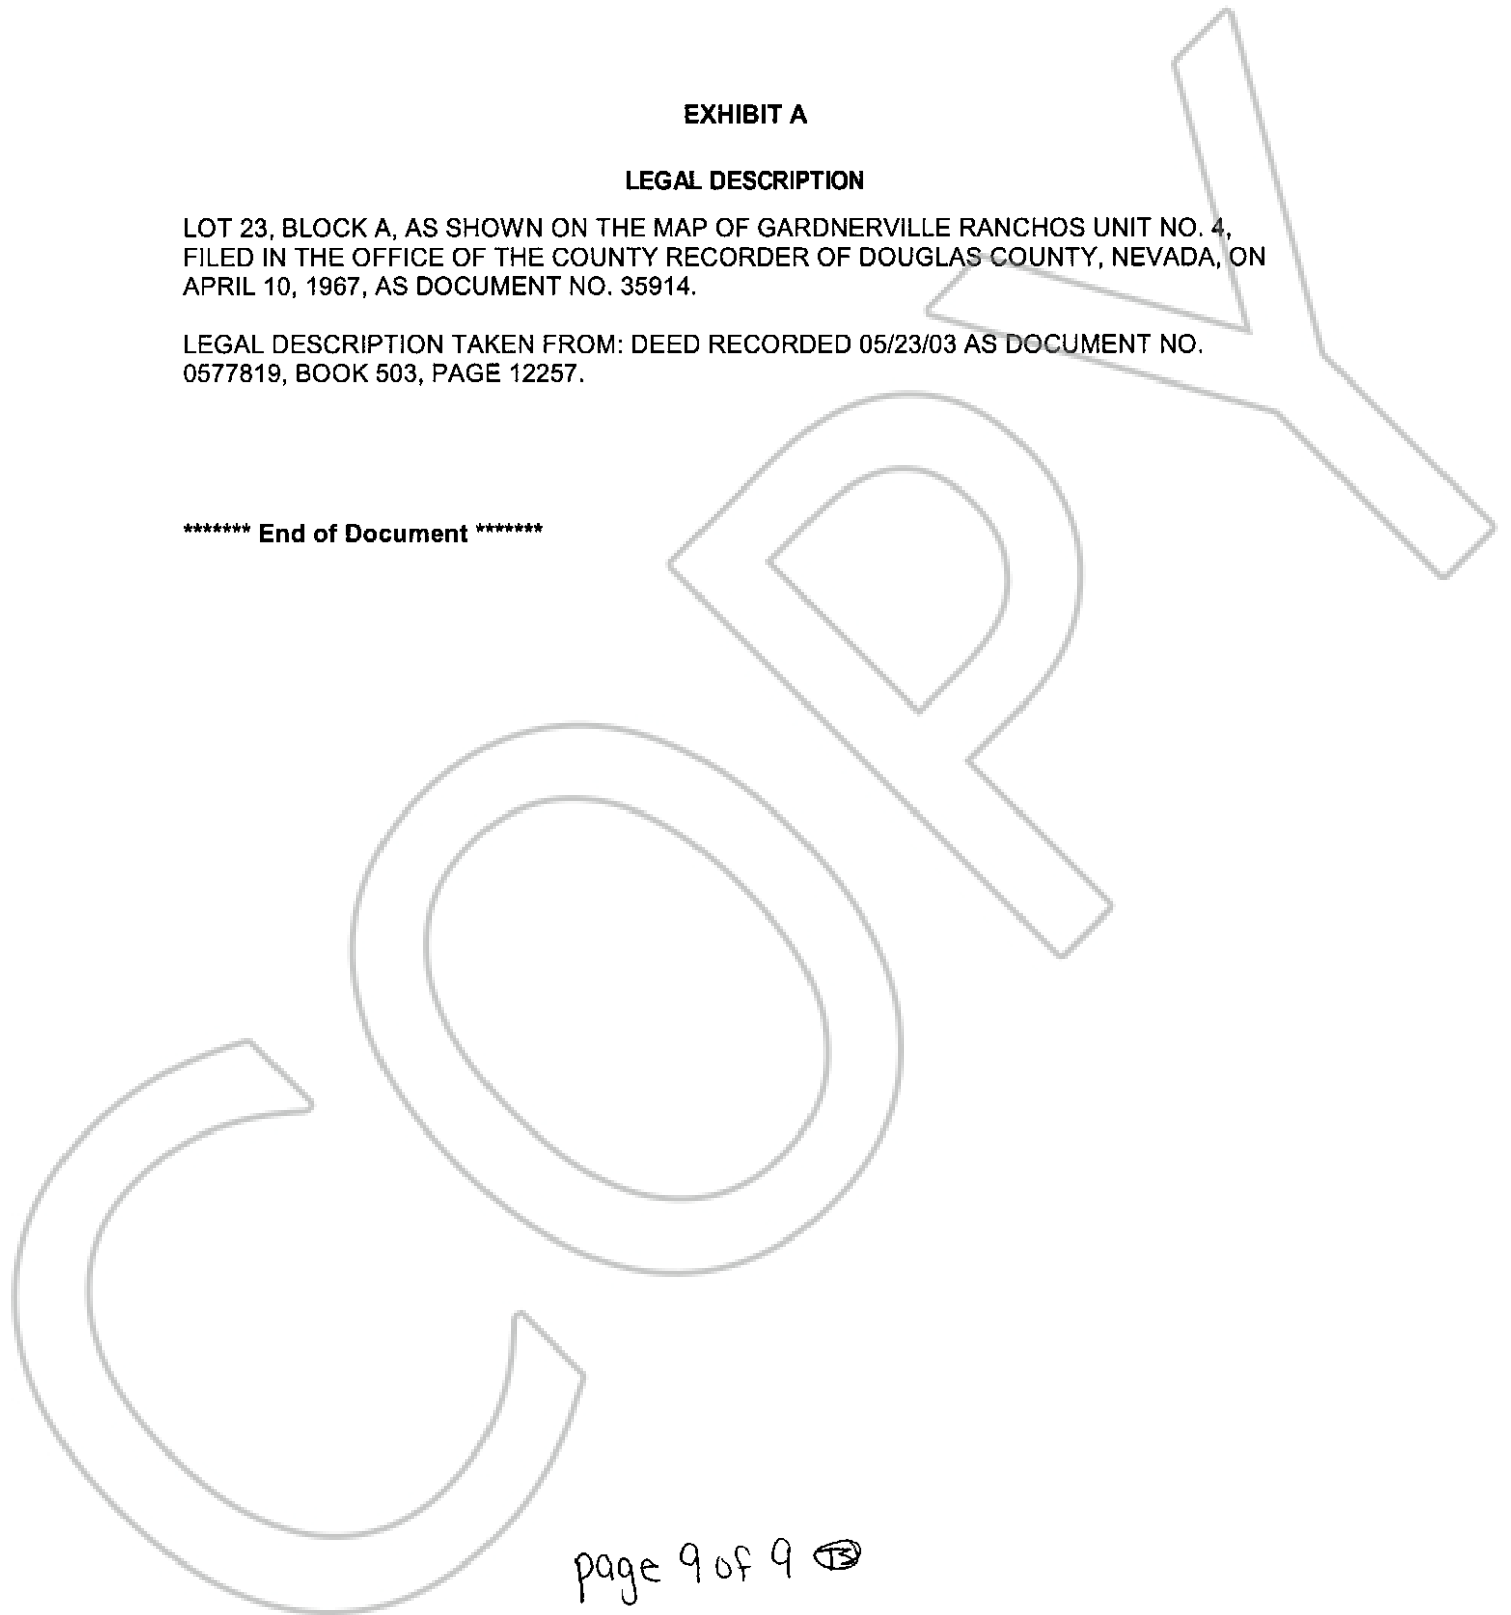 EXHIBIT A
LEGAL DESCRIPTION
LOT 23, BLOCK A, AS SHOWN ON THE MAP OF GARDNERVILLE RANCHOS UNIT NO. 4,
FILED IN THE OFFICE OF THE COUNTY RECORDER OF DOUGLAS COUNTY, NEVADA, ON
APRIL 10, 1967, AS DOCUMENT NO. 35914.
LEGAL DESCRIPTION TAKEN FROM: DEED RECORDED 05/23/03 AS DOCUMENT NO.
0577819, BOOK 503, PAGE 12257.
******* End of Document *******
COPY
page 9 of 9